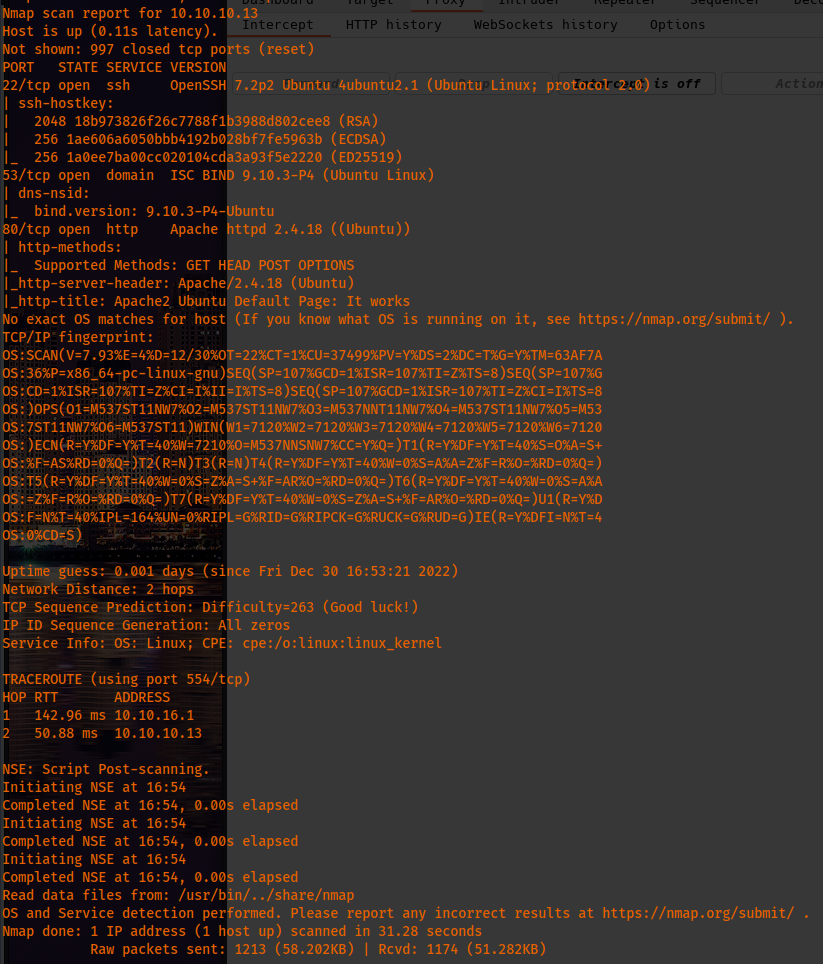 Dashboard Target Proxy Intruder Repeater Sequencer
Nmap scan report for 10.10.10.13
Intercept HTTP history WebSockets history Options
Host is up (0.11s latency).
Not shown: 997 closed tcp ports (reset)
PORT   STATE SERVICE VERSION
22/tcp open  ssh     OpenSSH 7.2p2 Ubuntu 4ubuntu2.1 (Ubuntu Linux; protocol 2.0)
Intercept is off Action
| ssh-hostkey:
|   2048 18b973826f26c7788f1b3988d802cee8 (RSA)
|   256 1ae606a6050bbb4192b028bf7fe5963b (ECDSA)
|_  256 1a0ee7ba00cc020104cda3a93f5e2220 (ED25519)
53/tcp open  domain  ISC BIND 9.10.3-P4 (Ubuntu Linux)
| dns-nsid:
|_  bind.version: 9.10.3-P4-Ubuntu
80/tcp open  http    Apache httpd 2.4.18 ((Ubuntu))
| http-methods:
|_  Supported Methods: GET HEAD POST OPTIONS
|_http-server-header: Apache/2.4.18 (Ubuntu)
|_http-title: Apache2 Ubuntu Default Page: It works
No exact OS matches for host (If you know what OS is running on it, see https://nmap.org/submit/ ).
TCP/IP fingerprint:
OS:SCAN(V=7.93%E=4%D=12/30%OT=22%CT=1%CU=37499%PV=Y%DS=2%DC=T%G=Y%TM=63AF7A
OS:36%P=x86_64-pc-linux-gnu)SEQ(SP=107%GCD=1%ISR=107%TI=Z%TS=8)SEQ(SP=107%G
OS:CD=1%ISR=107%TI=Z%CI=I%II=I%TS=8)SEQ(SP=107%GCD=1%ISR=107%TI=Z%CI=I%TS=8
OS:)OPS(O1=M537ST11NW7%O2=M537ST11NW7%O3=M537NNT11NW7%O4=M537ST11NW7%O5=M53
OS:7ST11NW7%O6=M537ST11)WIN(W1=7120%W2=7120%W3=7120%W4=7120%W5=7120%W6=7120
OS:)ECN(R=Y%DF=Y%T=40%W=7210%O=M537NNSNW7%CC=Y%Q=)T1(R=Y%DF=Y%T=40%S=O%A=S+
OS:%F=AS%RD=0%Q=)T2(R=N)T3(R=N)T4(R=Y%DF=Y%T=40%W=0%S=A%A=Z%F=R%O=%RD=0%Q=)
OS:T5(R=Y%DF=Y%T=40%W=0%S=Z%A=S+%F=AR%O=%RD=0%Q=)T6(R=Y%DF=Y%T=40%W=0%S=A%A
OS:=Z%F=R%O=%RD=0%Q=)T7(R=Y%DF=Y%T=40%W=0%S=Z%A=S+%F=AR%O=%RD=0%Q=)U1(R=Y%D
OS:F=N%T=40%IPL=164%UN=0%RIPL=G%RID=G%RIPCK=G%RUCK=G%RUD=G)IE(R=Y%DFI=N%T=4
OS:0%CD=S)
Uptime guess: 0.001 days (since Fri Dec 30 16:53:21 2022)
Network Distance: 2 hops
TCP Sequence Prediction: Difficulty=263 (Good luck!)
IP ID Sequence Generation: All zeros
Service Info: OS: Linux; CPE: cpe:/o:linux:linux_kernel
TRACEROUTE (using port 554/tcp)
HOP RTT       ADDRESS
1   142.96 ms 10.10.16.1
2   50.88 ms  10.10.10.13
NSE: Script Post-scanning.
Initiating NSE at 16:54
Completed NSE at 16:54, 0.00s elapsed
Initiating NSE at 16:54
Completed NSE at 16:54, 0.00s elapsed
Initiating NSE at 16:54
Completed NSE at 16:54, 0.00s elapsed
Read data files from: /usr/bin/../share/nmap
OS and Service detection performed. Please report any incorrect results at https://nmap.org/submit/ .
Nmap done: 1 IP address (1 host up) scanned in 31.28 seconds
Raw packets sent: 1213 (58.202KB) | Rcvd: 1174 (51.282KB)